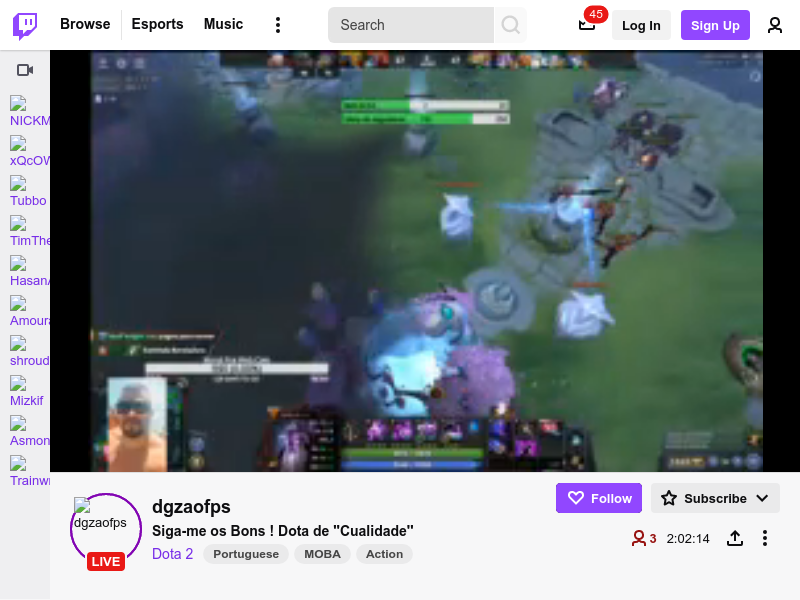 Browse
Esports
Music
Search
45
Log In
Sign Up
NICKM
xQcOW
Tubbo
TimThe
HasanA
Amoura
shroud
Mizkif
Asmon
Trainw
dgzaofps
LIVE
dgzaofps
Siga-me os Bons ! Dota de "Cualidade"
Dota 2
Portuguese
MOBA
Action
Follow
Subscribe
3
2:02:14